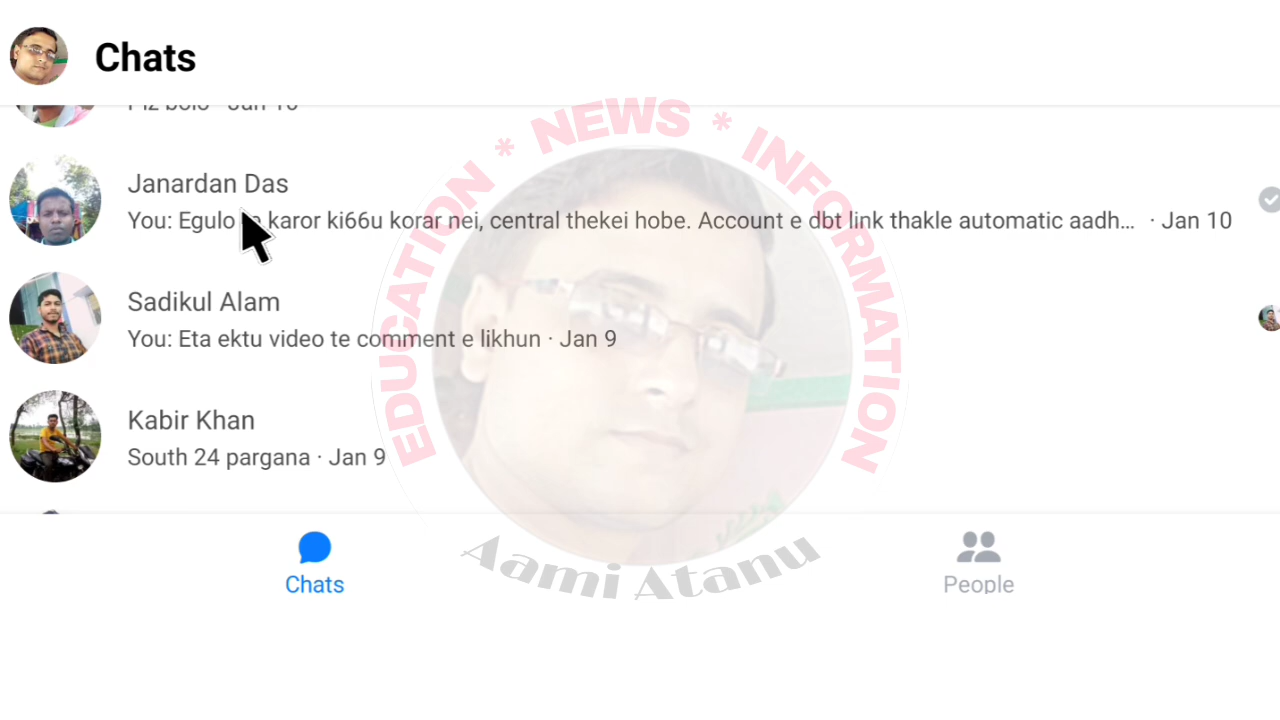 Chats
Janardan Das
You: Egulo karor ki66u korar nei, central thekei hobe. Account e dbt link thakle automatic aadh... · Jan 10
Sadikul Alam
You: Eta ektu video te comment e likhun · Jan 9
Kabir Khan
South 24 pargana · Jan 9
EDUCATION * NEWS * INFORMATION
Aami Atanu
Chats
People